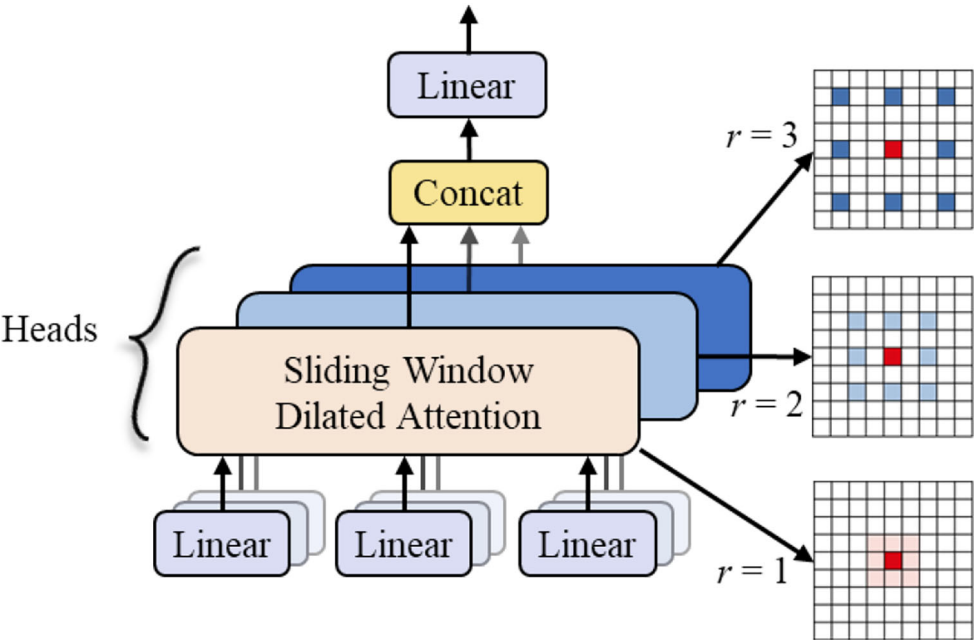 Linear
r = 3
Concat
Heads
Sliding Window
Dilated Attention
r = 2
Linear
Linear
Linear
r = 1